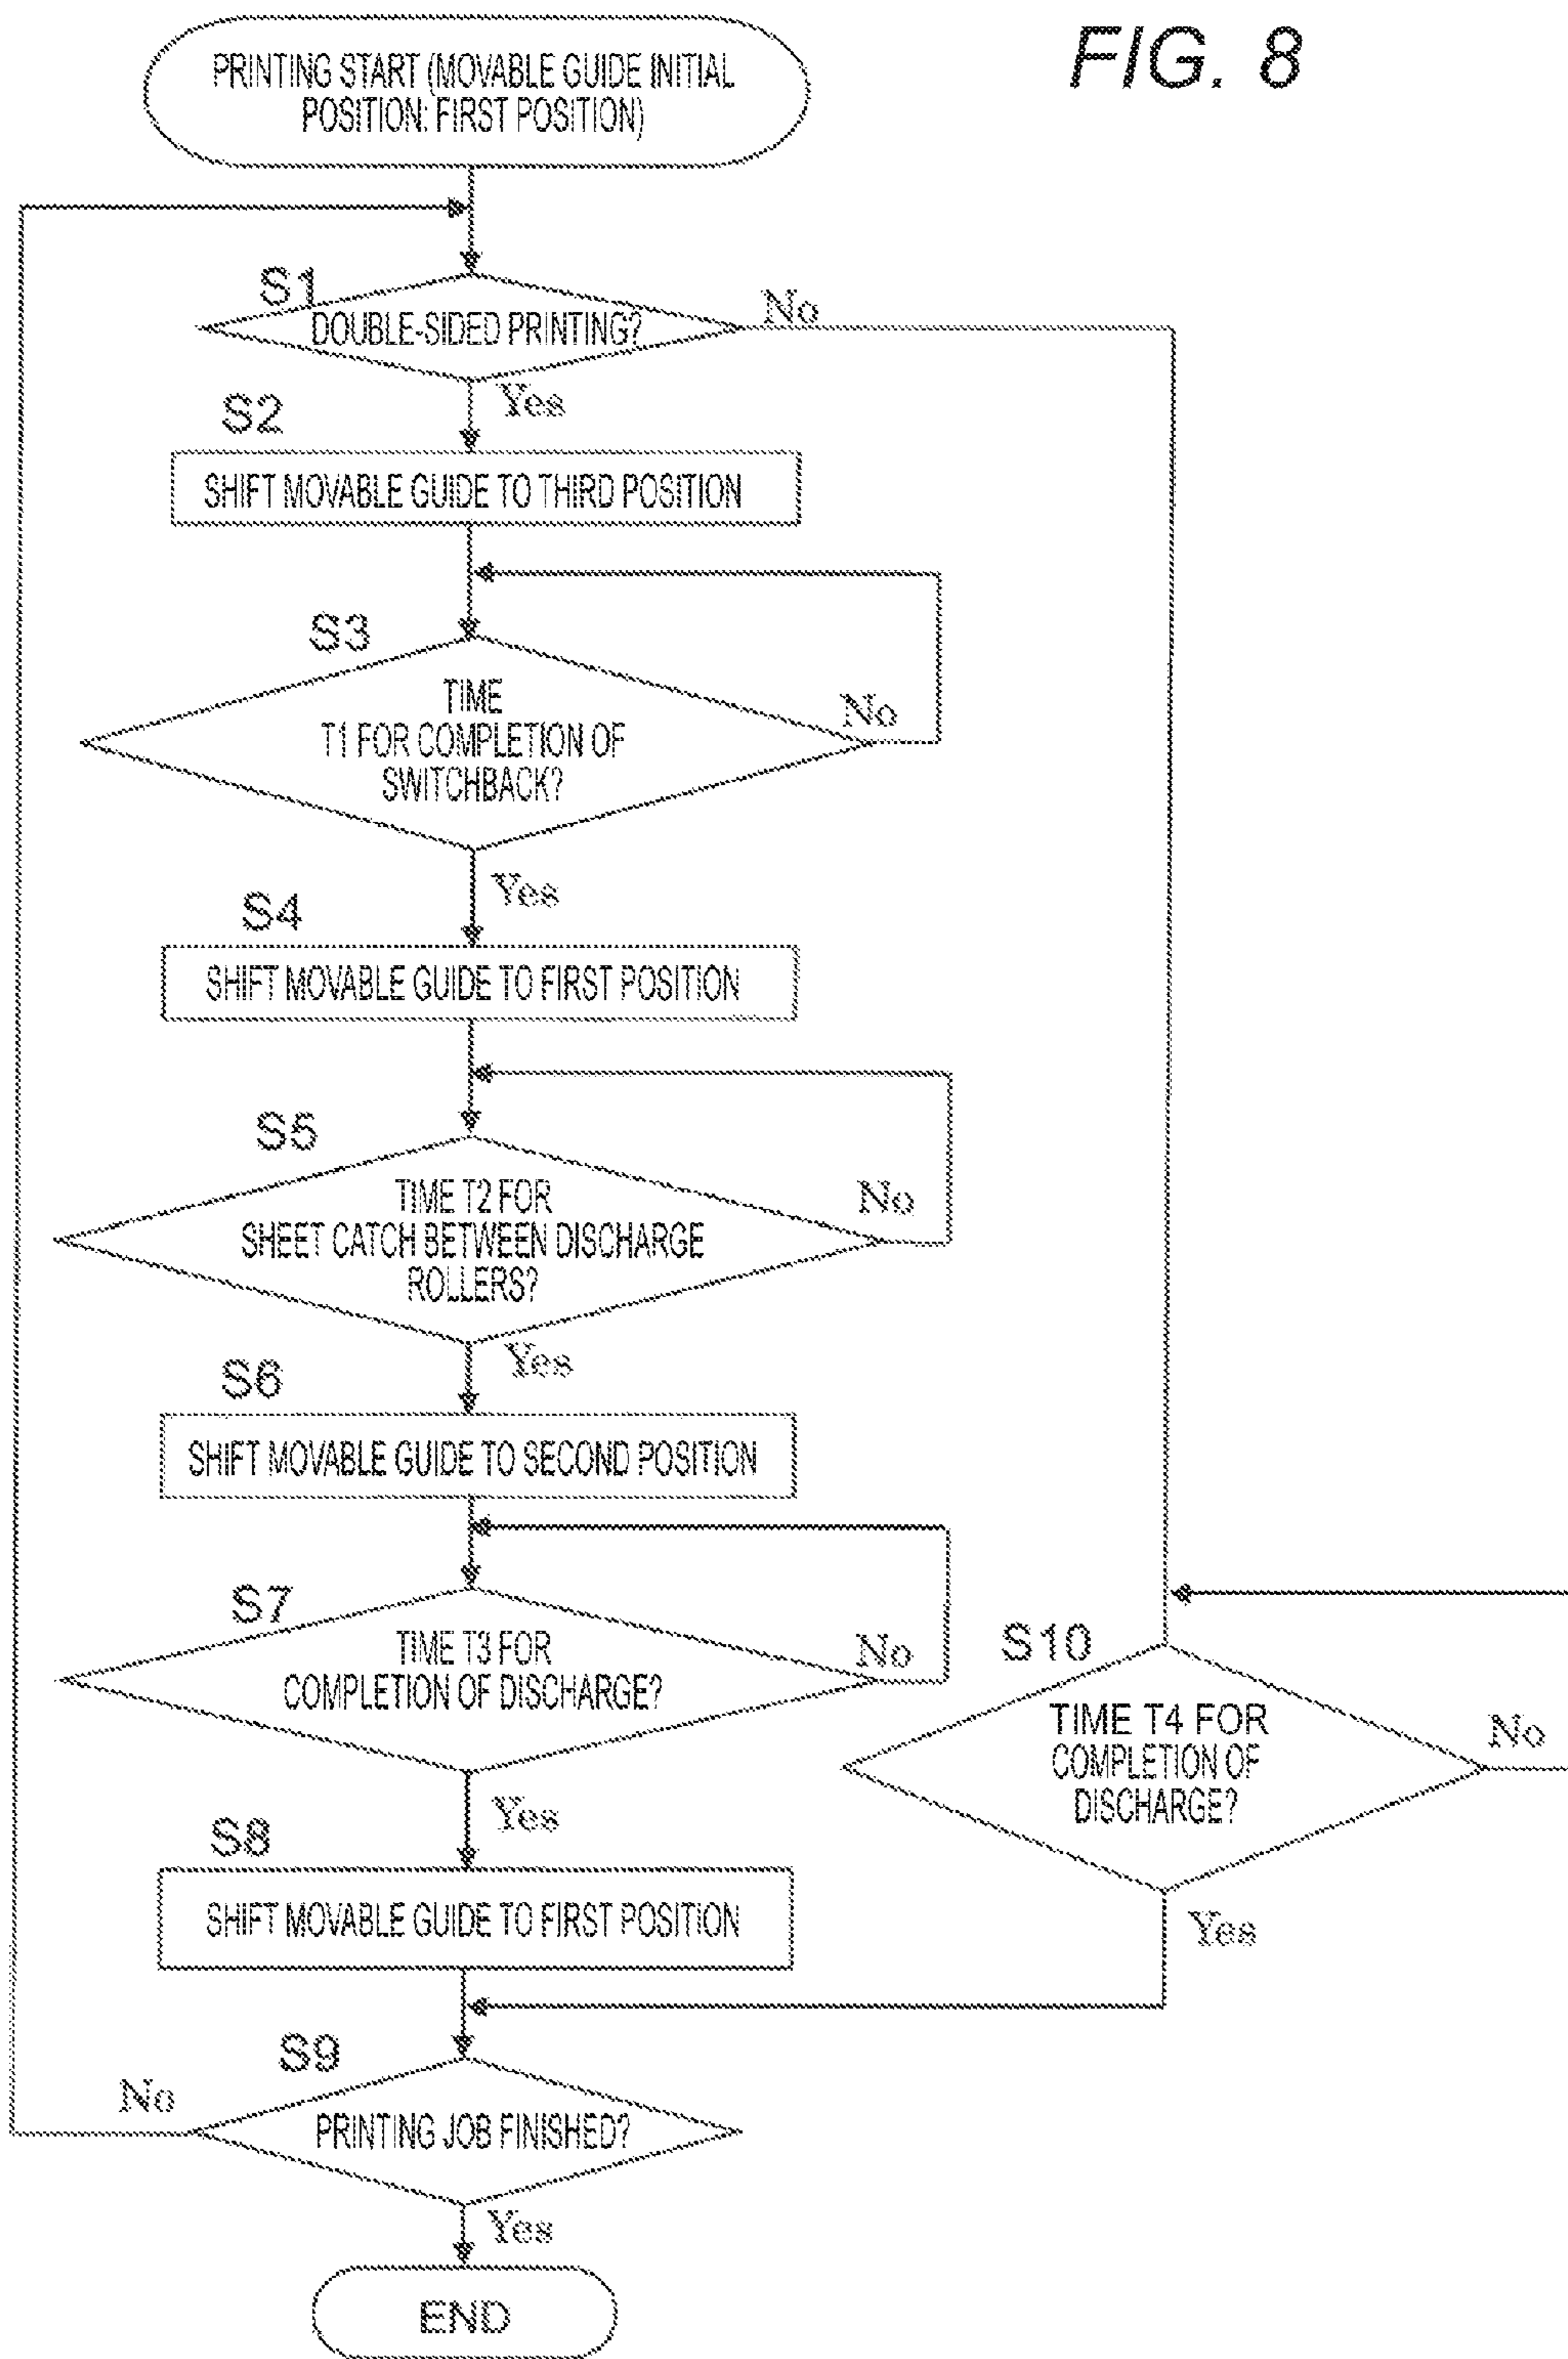 FIG. 8
PRINTING START (MOVABLE GUIDE INITIAL
POSITION: FIRST POSITION)
S1
DOUBLE-SIDED PRINTING?
No
Yes
S2
SHIFT MOVABLE GUIDE TO THIRD POSITION
S3
TIME
T1 FOR COMPLETION OF
SWITCHBACK?
No
Yes
S4
SHIFT MOVABLE GUIDE TO FIRST POSITION
S5
TIME T2 FOR
SHEET CATCH BETWEEN DISCHARGE
ROLLERS?
No
Yes
S6
SHIFT MOVABLE GUIDE TO SECOND POSITION
S7
TIME T3 FOR
COMPLETION OF DISCHARGE?
No
Yes
S8
SHIFT MOVABLE GUIDE TO FIRST POSITION
S10
TIME T4 FOR
COMPLETION OF
DISCHARGE?
No
Yes
S9
PRINTING JOB FINISHED?
No
Yes
END